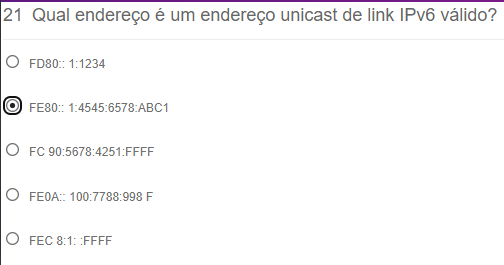 21 Qual endereço é um endereço unicast de link IPv6 válido?
FD80:: 1:1234
FE80:: 1:4545:6578:ABC1
FC 90:5678:4251:FFFF
FE0A:: 100:7788:998 F
FEC 8:1: :FFFF